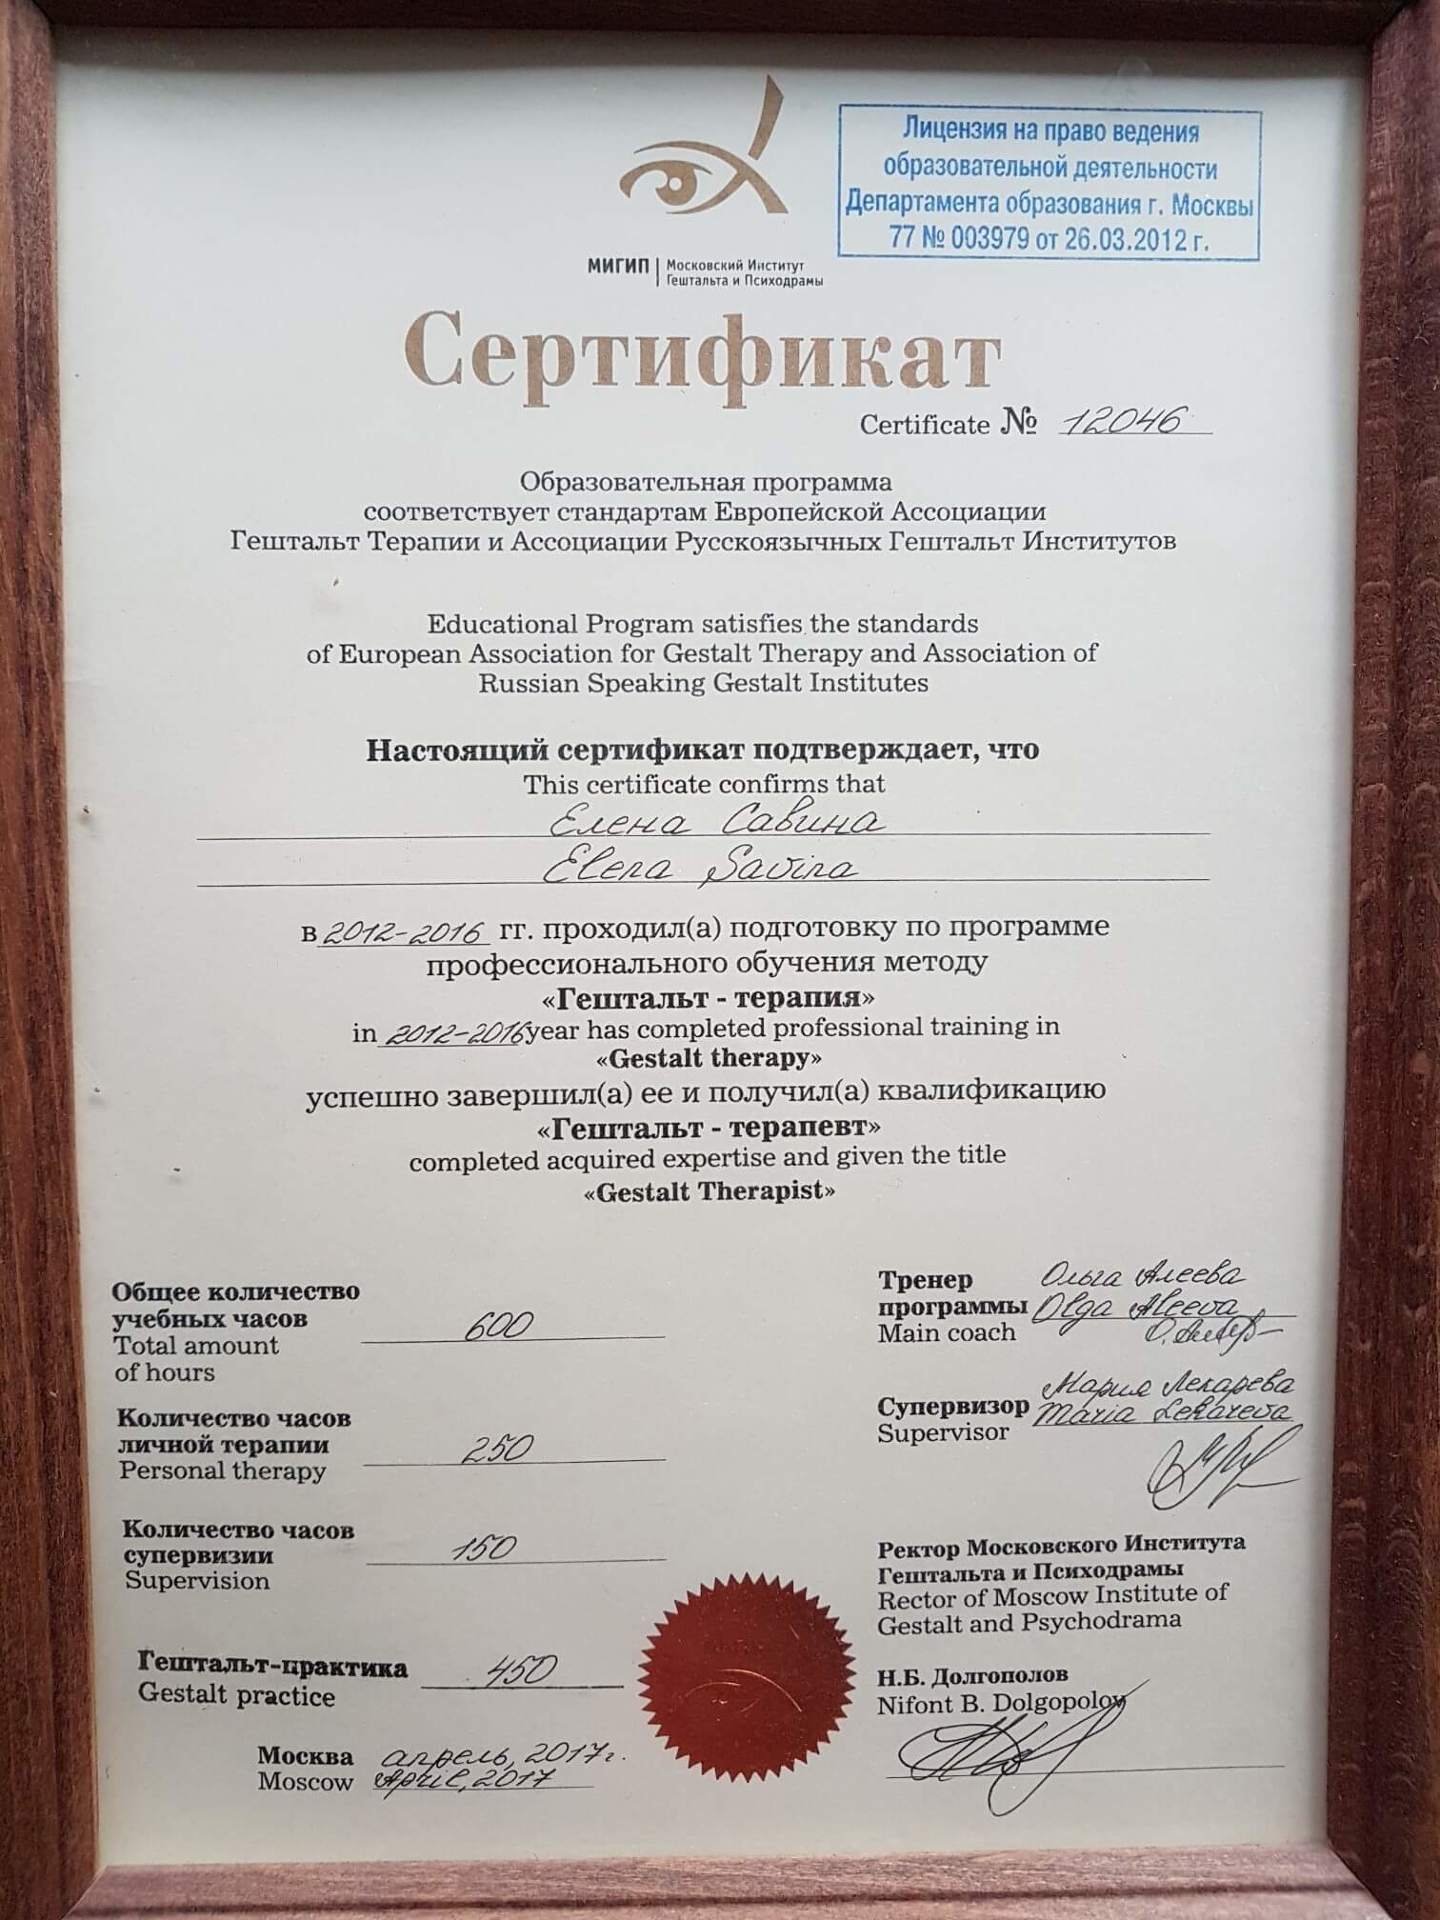 Лицензия на право ведения
образовательной деятельности
Департамента образования г. Москвы
77 № 003979 от 26.03.2012 г.
МИГИП | Московский Институт
Гештальта и Психодрамы
Сертификат
Certificate № 12046
Образовательная программа
соответствует стандартам Европейской Ассоциации
Гештальт Терапии и Ассоциации Русскоязычных Гештальт Институтов
Educational Program satisfies the standards
of European Association for Gestalt Therapy and Association of
Russian Speaking Gestalt Institutes
Настоящий сертификат подтверждает, что
This certificate confirms that
Елена Савина
Elena Savina
в 2012-2016 гг. проходил(а) подготовку по программе
профессионального обучения методу
«Гештальт - терапия»
in 2012-2016 year has completed professional training in
«Gestalt therapy»
успешно завершил(а) ее и получил(а) квалификацию
«Гештальт - терапевт»
completed acquired expertise and given the title
«Gestalt Therapist»
Общее количество
учебных часов 600
Total amount
of hours
Количество часов
личной терапии 250
Personal therapy
Количество часов
супервизии 150
Supervision
Гештальт-практика 450
Gestalt practice
Москва апрель, 2017г.
Moscow April, 2017
Тренер Ольга Алеева
программы Olga Aleeva
Main coach
Мария Лекарева
Супервизор Maria Lekareva
Supervisor
Ректор Московского Института
Гештальта и Психодрамы
Rector of Moscow Institute of
Gestalt and Psychodrama
Н.Б. Долгополов
Nifont B. Dolgopolov